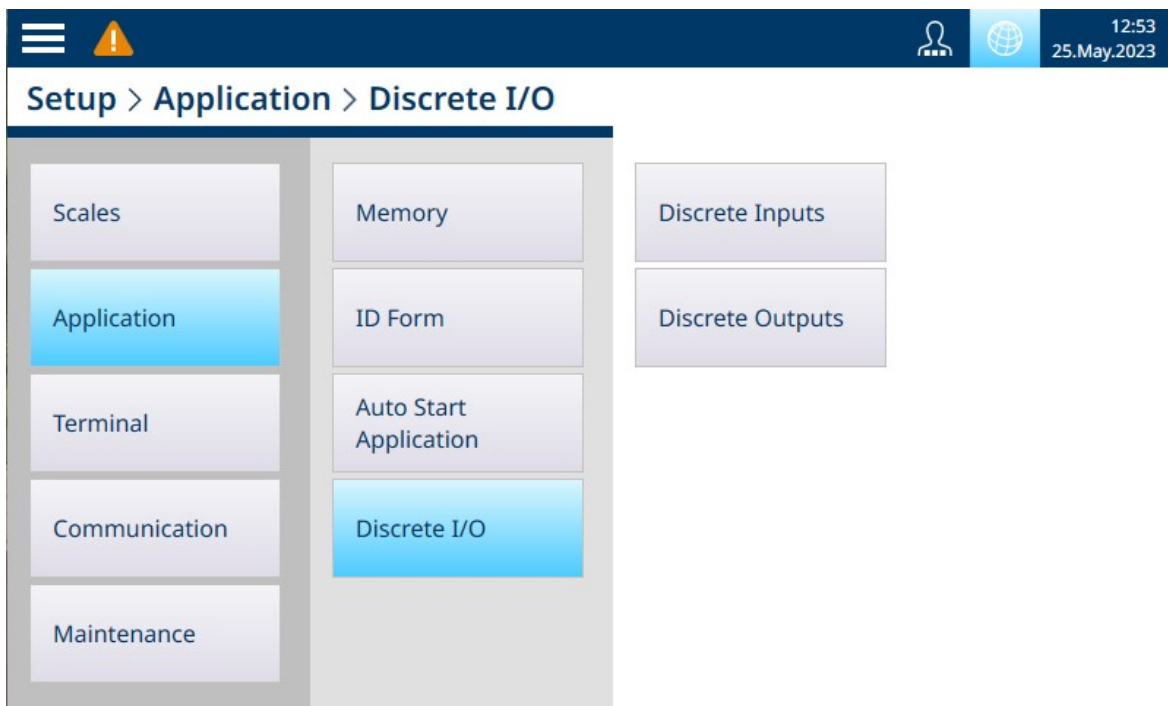 12:53
25.May.2023
Setup > Application > Discrete I/O
Scales
Application
Terminal
Communication
Maintenance
Memory
ID Form
Auto Start
Application
Discrete I/O
Discrete Inputs
Discrete Outputs